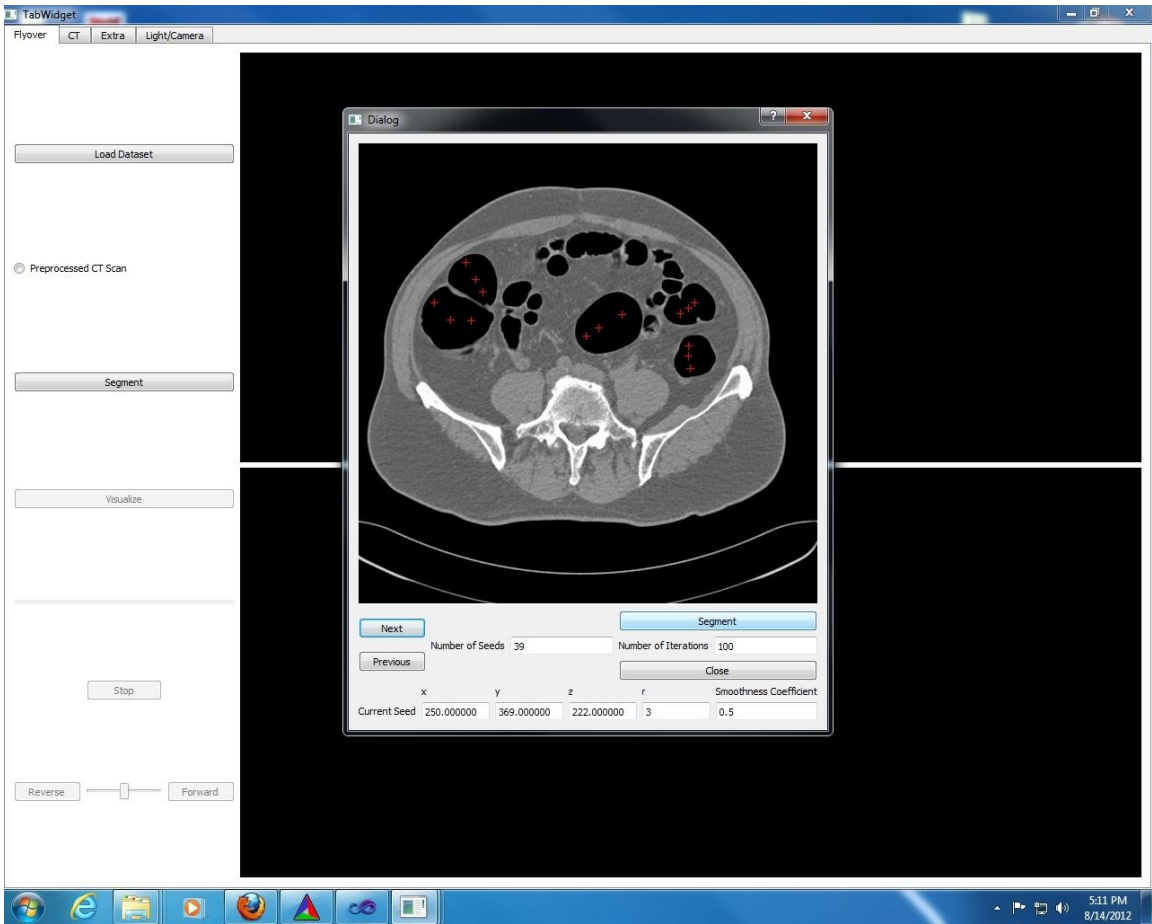 TabWidget
Flyover CT Extra Light/Camera
Dialog
Load Dataset
Preprocessed CT Scan
Segment
Visualize
Next
Segment
Number of Seeds 39 Number of Iterations 100
Previous
Close
x y z r Smoothness Coefficient
Current Seed 250.000000 369.000000 222.000000 3 0.5
Stop
Reverse Forward
5:11 PM
8/14/2012